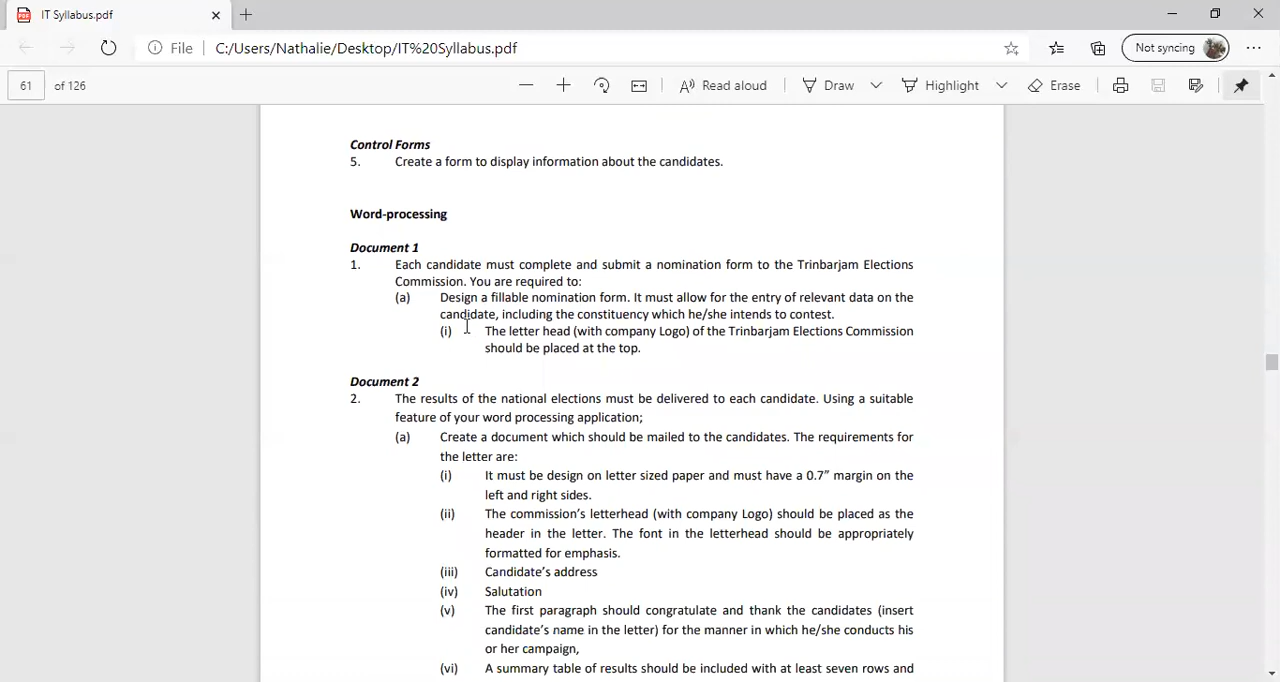 IT Syllabus.pdf
File C:/Users/Nathalie/Desktop/IT%20Syllabus.pdf Not syncing
61 of 126 Read aloud Draw Highlight Erase
Control Forms
5. Create a form to display information about the candidates.
Word-processing
Document 1
1. Each candidate must complete and submit a nomination form to the Trinbarjam Elections
Commission. You are required to:
(a) Design a fillable nomination form. It must allow for the entry of relevant data on the
candidate, including the constituency which he/she intends to contest.
(i) The letter head (with company Logo) of the Trinbarjam Elections Commission
should be placed at the top.
Document 2
2. The results of the national elections must be delivered to each candidate. Using a suitable
feature of your word processing application;
(a) Create a document which should be mailed to the candidates. The requirements for
the letter are:
(i) It must be design on letter sized paper and must have a 0.7” margin on the
left and right sides.
(ii) The commission’s letterhead (with company Logo) should be placed as the
header in the letter. The font in the letterhead should be appropriately
formatted for emphasis.
(iii) Candidate’s address
(iv) Salutation
(v) The first paragraph should congratulate and thank the candidates (insert
candidate’s name in the letter) for the manner in which he/she conducts his
or her campaign,
(vi) A summary table of results should be included with at least seven rows and